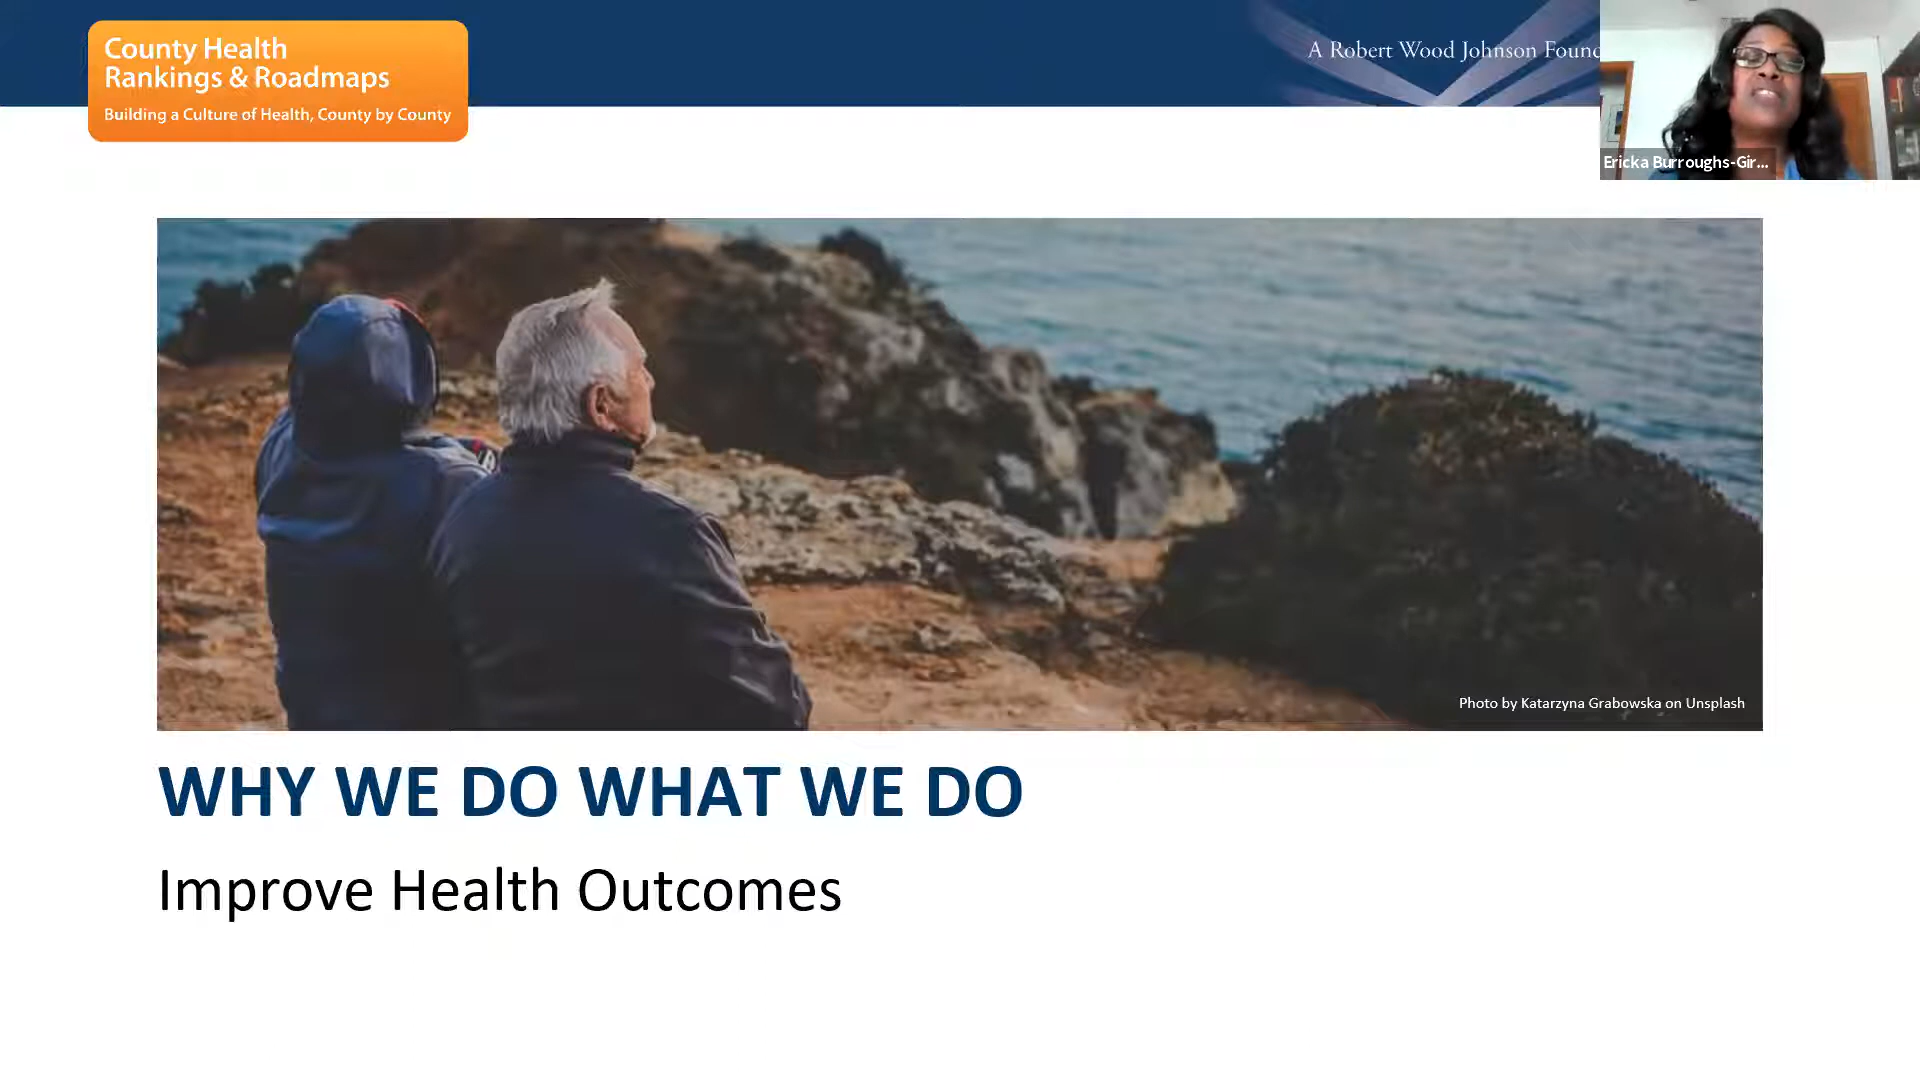 County Health
Rankings & Roadmaps
Building a Culture of Health, County by County
A Robert Wood Johnson
Ericka Burroughs-Gir...
Photo by Katarzyna Grabowska on Unsplash
WHY WE DO WHAT WE DO
Improve Health Outcomes